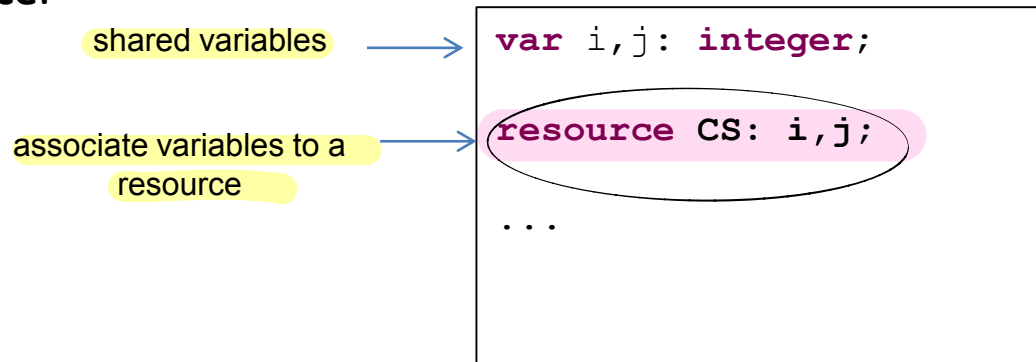 shared variables
var i,j: integer;
associate variables to a
resource
resource CS: i,j;
...